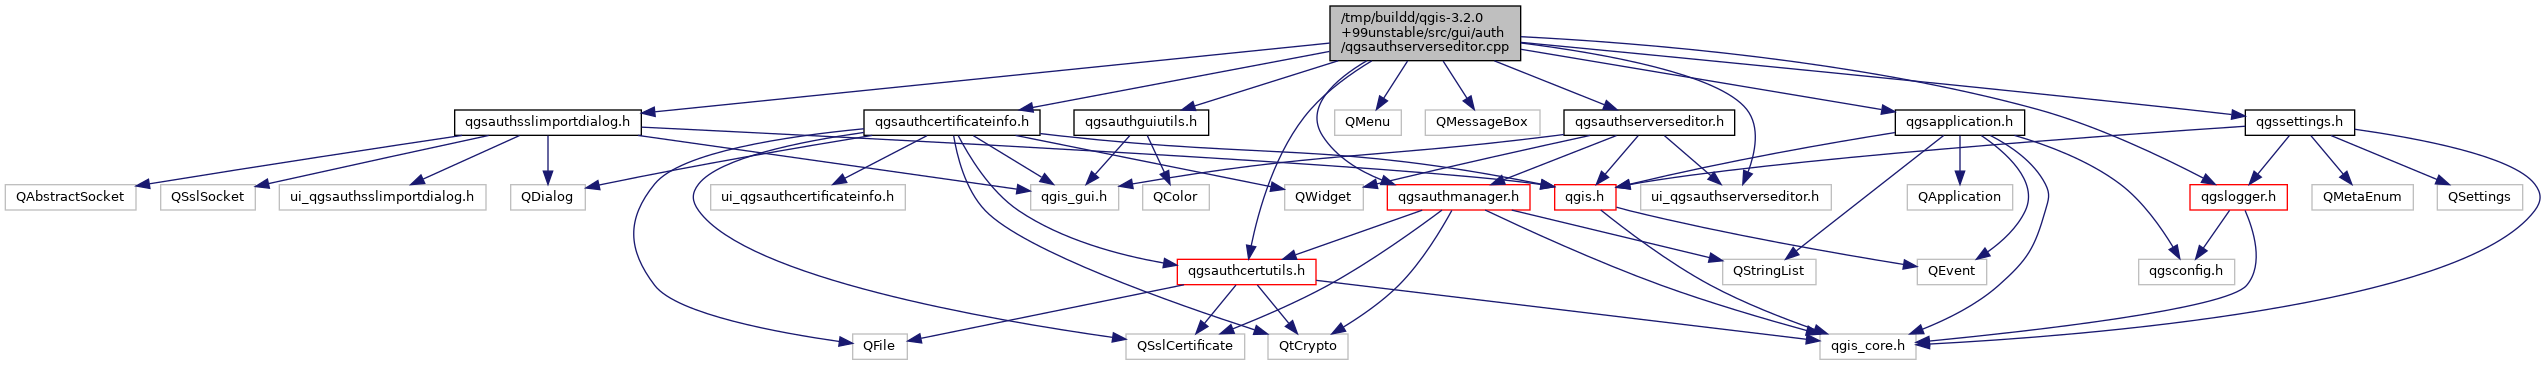 /tmp/buildd/qgis-3.2.0
+99unstable/src/gui/auth
/qgsauthserverseditor.cpp
qgsauthsslimportdialog.h
qgsauthcertificateinfo.h
qgsauthguiutils.h
QMenu
QMessageBox
qgsauthserverseditor.h
qgsapplication.h
qgssettings.h
QAbstractSocket
QSslSocket
ui_qgsauthsslimportdialog.h
QDialog
ui_qgsauthcertificateinfo.h
qgis_gui.h
QColor
QWidget
qgsauthmanager.h
qgis.h
ui_qgsauthserverseditor.h
QApplication
qgslogger.h
QMetaEnum
QSettings
qgsauthcertutils.h
QStringList
QEvent
qgsconfig.h
QFile
QSslCertificate
QtCrypto
qgis_core.h